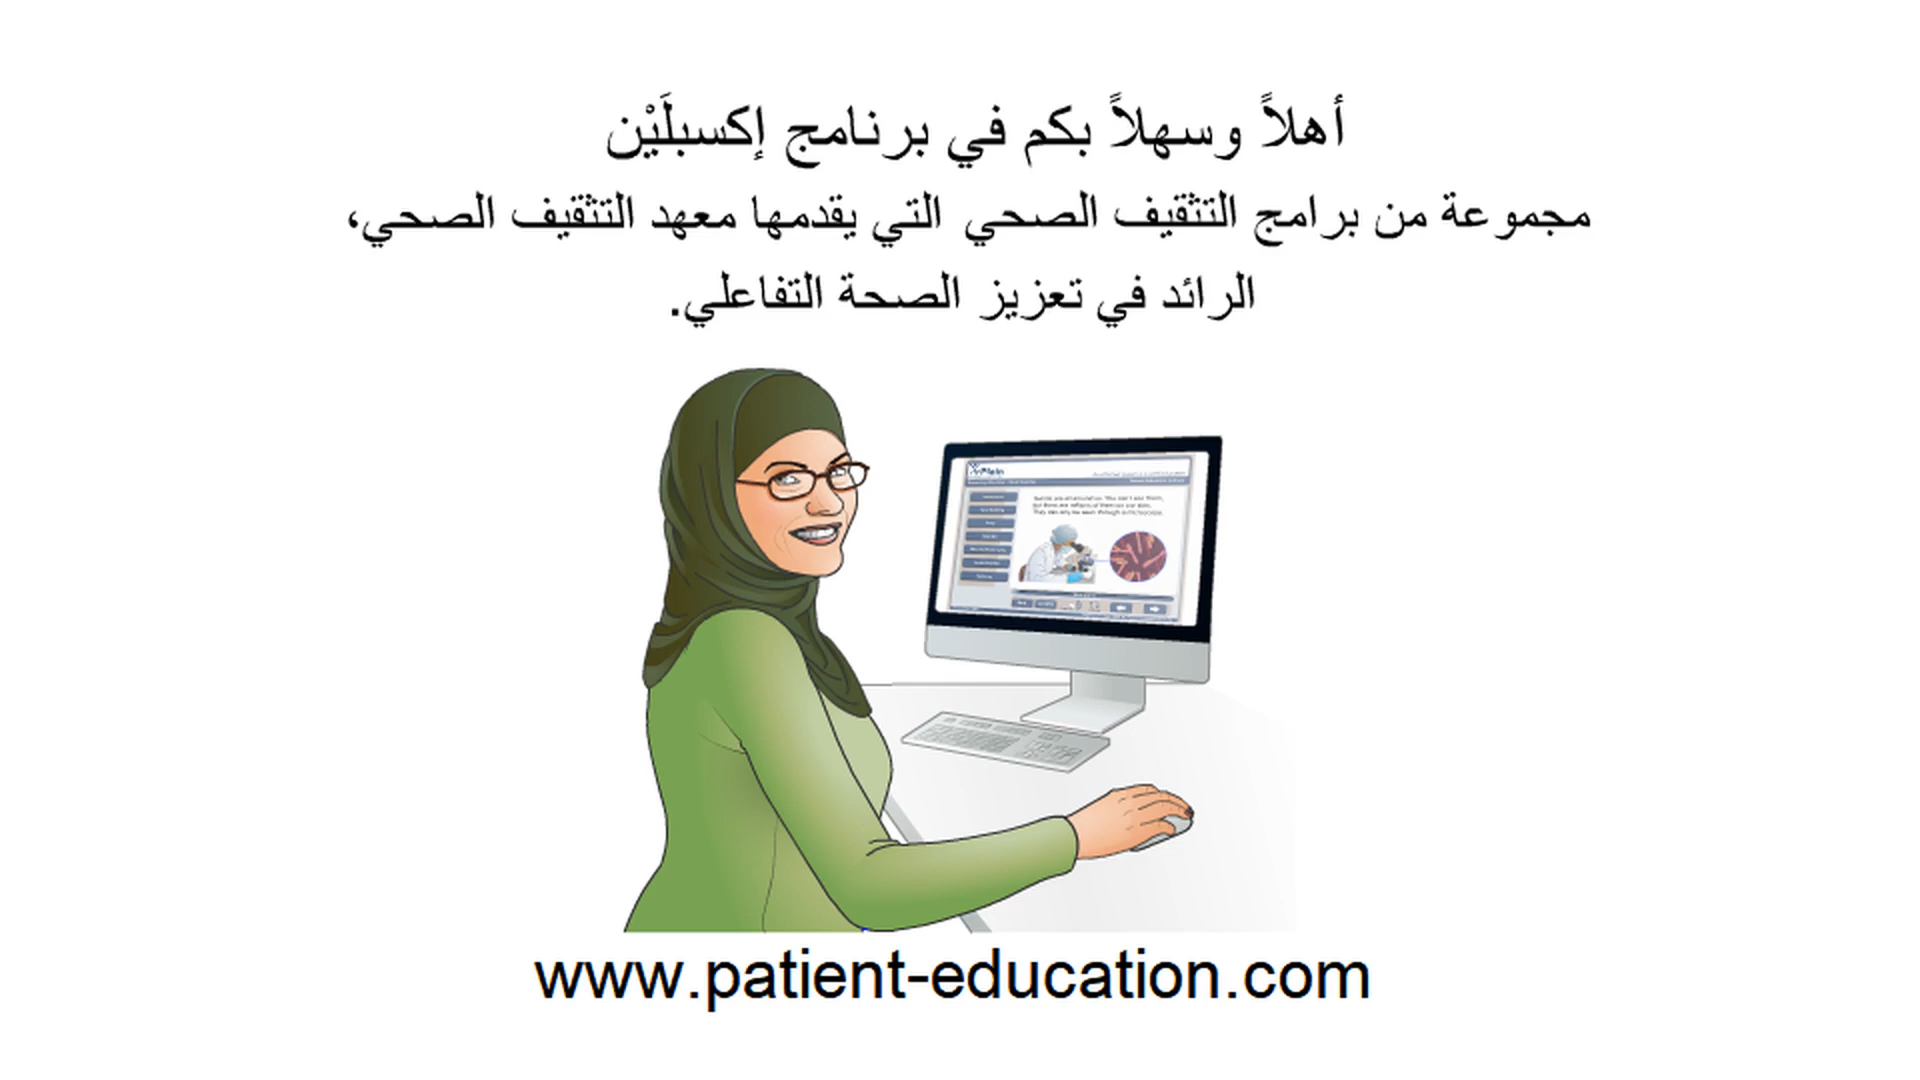 أهلاً وسهلاً بكم في برنامج إكسبلَيْن
مجموعة من برامج التثقيف الصحي التي يقدمها معهد التثقيف الصحي،
الرائد في تعزيز الصحة التفاعلي.
www.patient-education.com